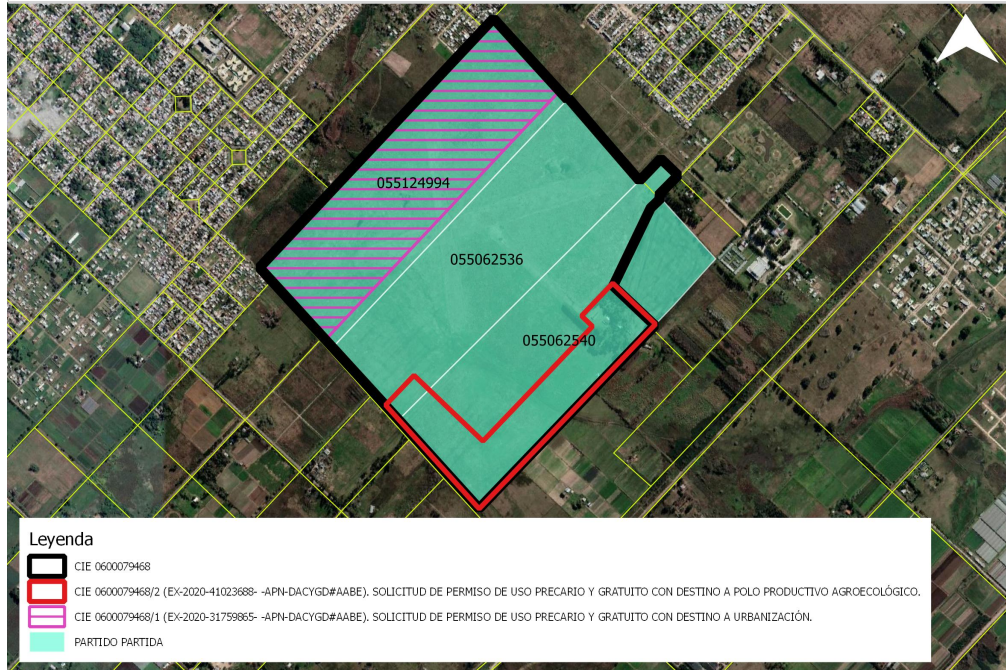 055124994
055062536
055062540
Leyenda
CIE 0600079468
CIE 0600079468/2 (EX-2020-41023688- -APN-DACYGD#AABE). SOLICITUD DE PERMISO DE USO PRECARIO Y GRATUITO CON DESTINO A POLO PRODUCTIVO AGROECOLÓGICO.
CIE 0600079468/1 (EX-2020-31759865- -APN-DACYGD#AABE). SOLICITUD DE PERMISO DE USO PRECARIO Y GRATUITO CON DESTINO A URBANIZACIÓN.
PARTIDO PARTIDA